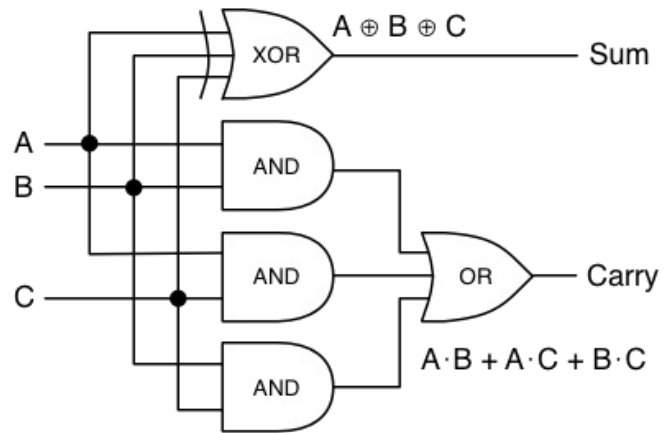 A ⊕ B ⊕ C
XOR
Sum
A
AND
B
AND
OR
Carry
C
A·B + A·C + B·C
AND